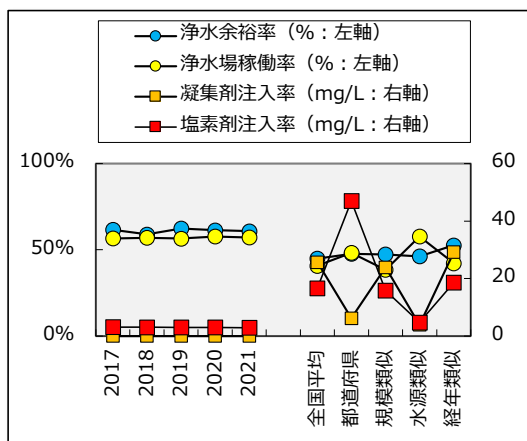 浄水余裕率（%：左軸）
浄水場稼働率（%：左軸）
凝集剤注入率（mg/L：右軸）
塩素剤注入率（mg/L：右軸）
100%
50%
0%
60
40
20
0
2017
2018
2019
2020
2021
全国平均
都道府県
規模類似
水源類似
経年類似